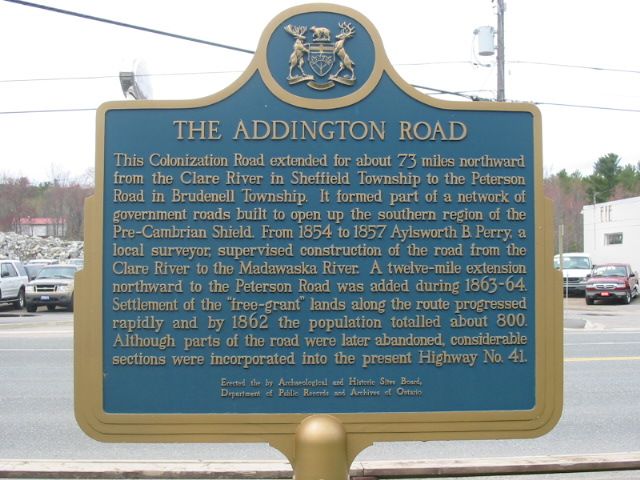 THE ADDINGTON ROAD
This Colonization Road extended for about 73 miles northward
from the Clare River in Sheffield Township to the Peterson
Road in Brudenell Township. It formed part of a network of
government roads built to open up the southern region of the
Pre-Cambrian Shield. From 1854 to 1857 Aylsworth B. Perry, a
local surveyor, supervised construction of the road from the
Clare River to the Madawaska River. A twelve-mile extension
northward to the Peterson Road was added during 1863-64.
Settlement of the "free-grant" lands along the route progressed
rapidly and by 1862 the population totalled about 800.
Although parts of the road were later abandoned, considerable
sections were incorporated into the present Highway No. 41.
Erected the by Archaeological and Historic Sites Board,
Department of Public Records and Archives of Ontario